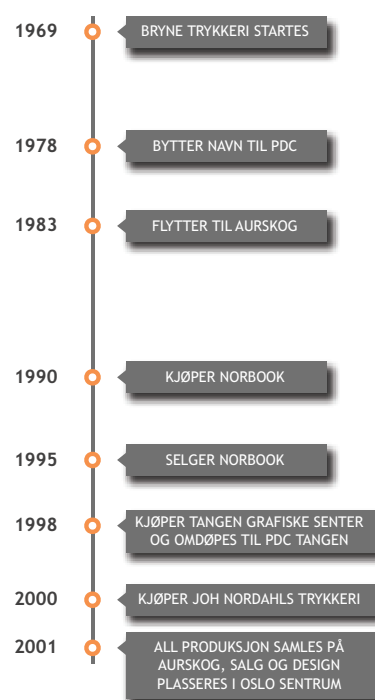 1969
BRYNE TRYKKERI STARTES
1978
BYTTER NAVN TIL PDC
1983
FLYTTER TIL AURSKOG
1990
KJØPER NORBOOK
1995
SELGER NORBOOK
1998
KJØPER TANGEN GRAFISKE SENTER
OG OMDØPES TIL PDC TANGEN
2000
KJØPER JOH NORDAHLS TRYKKERI
2001
ALL PRODUKSJON SAMLES PÅ
AURSKOG, SALG OG DESIGN
PLASSERES I OSLO SENTRUM